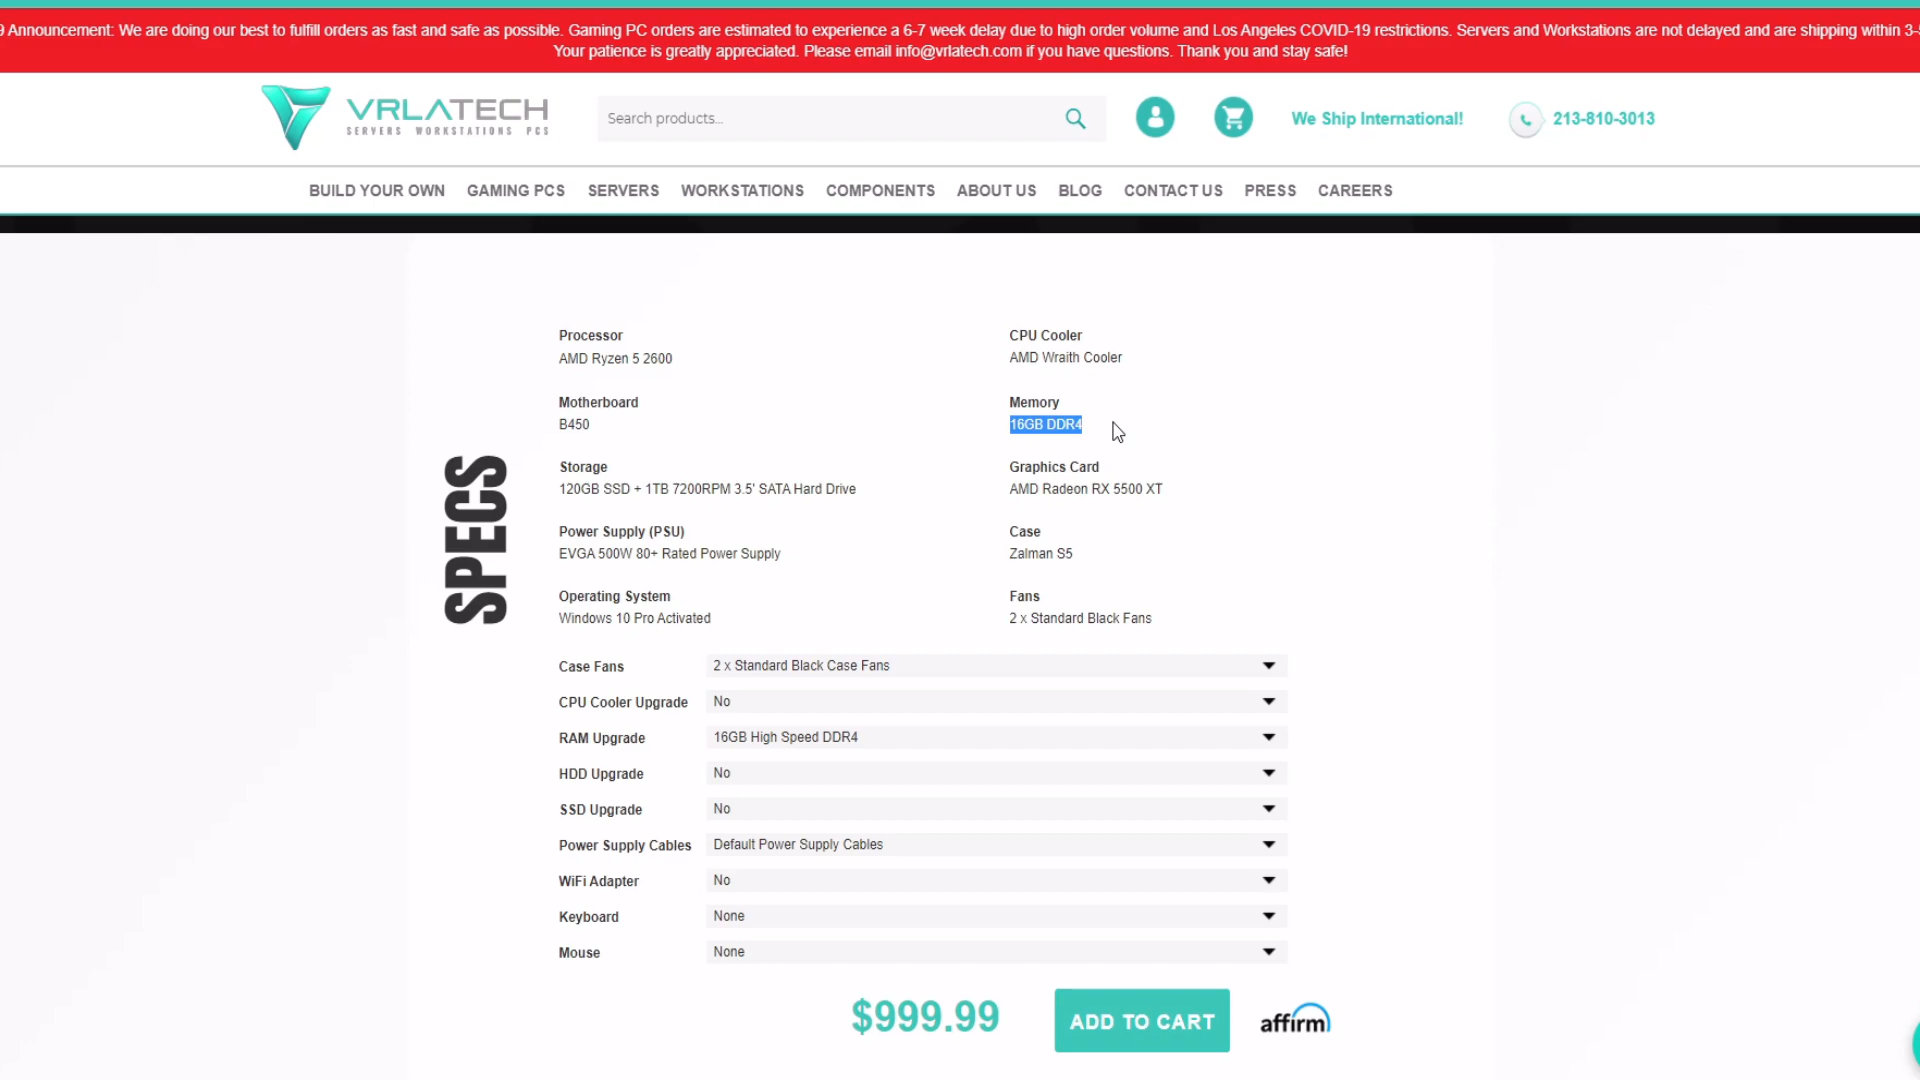 9 Announcement: We are doing our best to fulfill orders as fast and safe as possible. Gaming PC orders are estimated to experience a 6-7 week delay due to high order volume and Los Angeles COVID-19 restrictions. Servers and Workstations are not delayed and are shipping within 3-
Your patience is greatly appreciated. Please email info@vrlatech.com if you have questions. Thank you and stay safe!
VRLATECH
SERVERS WORKSTATIONS PCS
Search products...
We Ship International!
213-810-3013
BUILD YOUR OWN GAMING PCS SERVERS WORKSTATIONS COMPONENTS ABOUT US BLOG CONTACT US PRESS CAREERS
SPECS
Processor
AMD Ryzen 5 2600
CPU Cooler
AMD Wraith Cooler
Motherboard
B450
Memory
16GB DDR4
Storage
120GB SSD + 1TB 7200RPM 3.5' SATA Hard Drive
Graphics Card
AMD Radeon RX 5500 XT
Power Supply (PSU)
EVGA 500W 80+ Rated Power Supply
Case
Zalman S5
Operating System
Windows 10 Pro Activated
Fans
2 x Standard Black Fans
Case Fans 2 x Standard Black Case Fans
CPU Cooler Upgrade No
RAM Upgrade 16GB High Speed DDR4
HDD Upgrade No
SSD Upgrade No
Power Supply Cables Default Power Supply Cables
WiFi Adapter No
Keyboard None
Mouse None
$999.99 ADD TO CART affirm